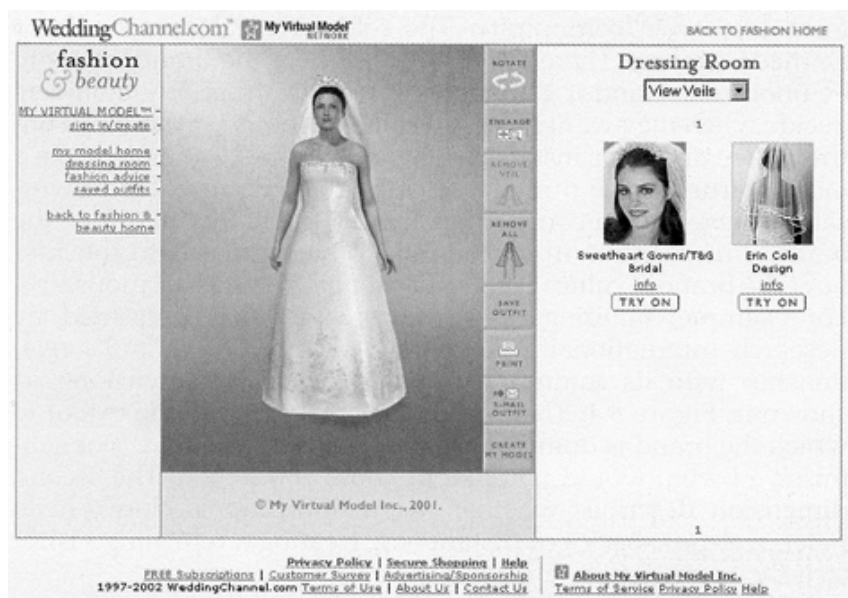 WeddingChannel.com™ My Virtual Model™
NETWORK
BACK TO FASHION HOME
fashion
& beauty
MY VIRTUAL MODEL™
sign in/create
my model home
dressing room
fashion advice
saved outfits
back to fashion &
beauty home
ROTATE
ENLARGE
REMOVE
VEIL
REMOVE
ALL
SAVE
OUTFIT
PRINT
E-MAIL
OUTFIT
CREATE
MY MODEL
© My Virtual Model Inc., 2001.
Dressing Room
View Veils
1
Sweetheart Gowns/T&G
Bridal
info
TRY ON
Erin Cole
Design
info
TRY ON
1
Privacy Policy | Secure Shopping | Help
FREE Subscriptions | Customer Survey | Advertising/Sponsorship
1997-2002 WeddingChannel.com Terms of Use | About Us | Contact Us
About My Virtual Model Inc.
Terms of Service Privacy Policy Help